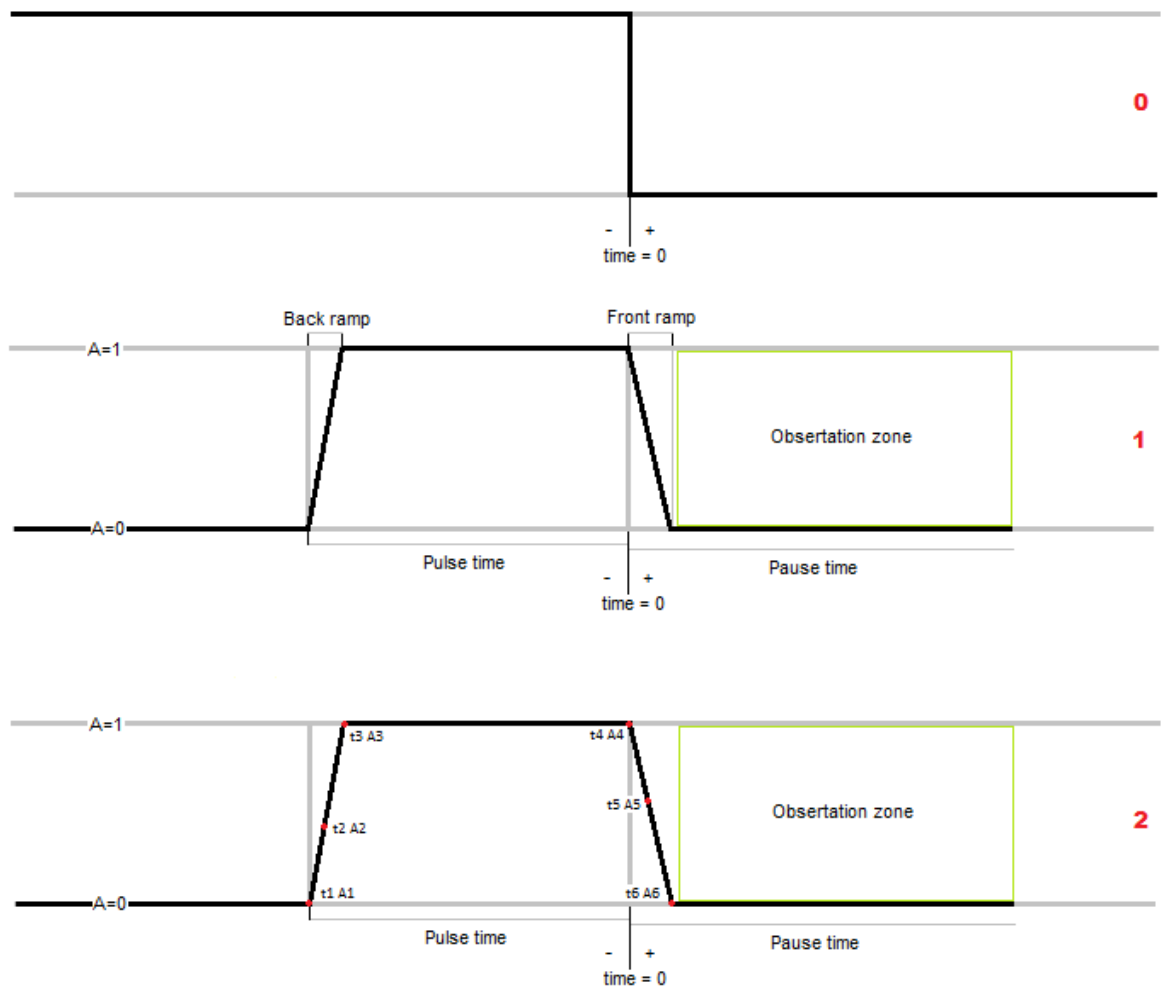 0
- +
time = 0
Back ramp
Front ramp
A=1
Obsertation zone
1
A=0
Pulse time
Pause time
- +
time = 0
A=1
t3 A3
t4 A4
t5 A5
Obsertation zone
2
t2 A2
t1 A1
t6 A6
A=0
Pulse time
Pause time
- +
time = 0